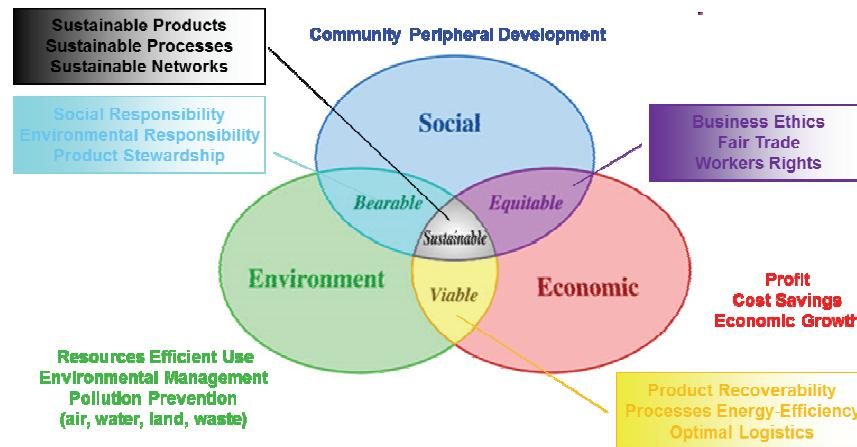 Sustainable Products
Sustainable Processes
Sustainable Networks
Community Peripheral Development
Social Responsibility
Environmental Responsibility
Product Stewardship
Business Ethics
Fair Trade
Workers Rights
Social
Bearable
Equitable
Sustainable
Environment
Viable
Economic
Profit
Cost Savings
Economic Growth
Resources Efficient Use
Environmental Management
Pollution Prevention
(air, water, land, waste)
Product Recoverability
Processes Energy-Efficiency
Optimal Logistics